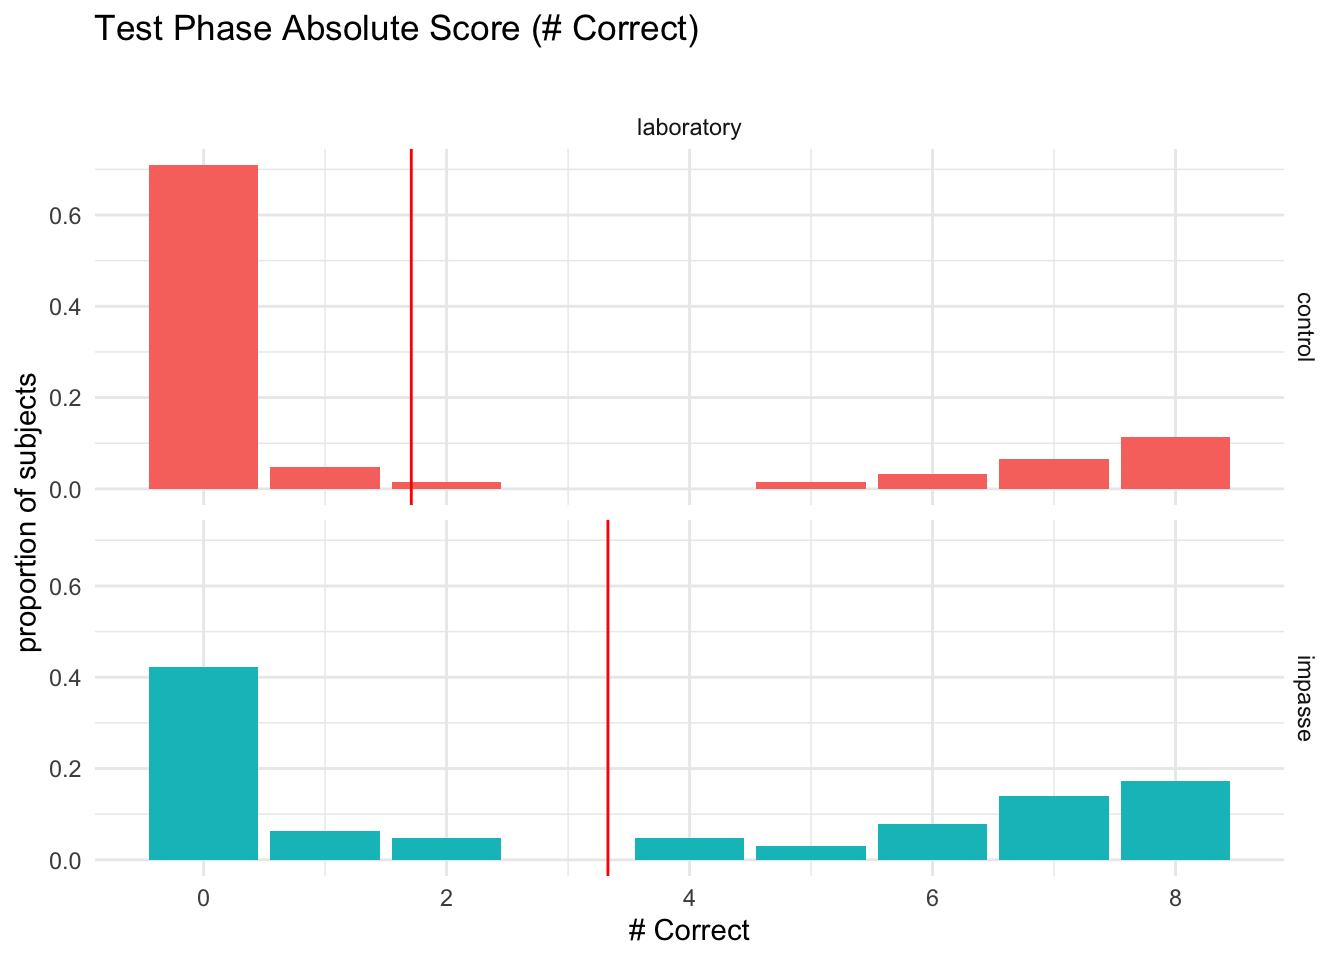 Test Phase Absolute Score (# Correct)
laboratory
0.6
0.4
0.2
0.0
control
0.6
0.4
0.2
0.0
impasse
proportion of subjects
0 2 4 6 8
# Correct